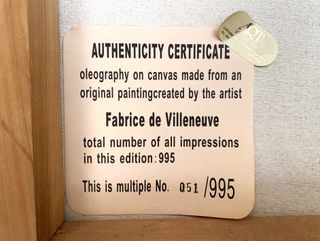 AUTHENTICITY CERTIFICATE
oleography on canvas made from an
original paintingcreated by the artist
Fabrice de Villeneuve
total number of all impressions
in this edition:995
This is multiple No. 051 /995